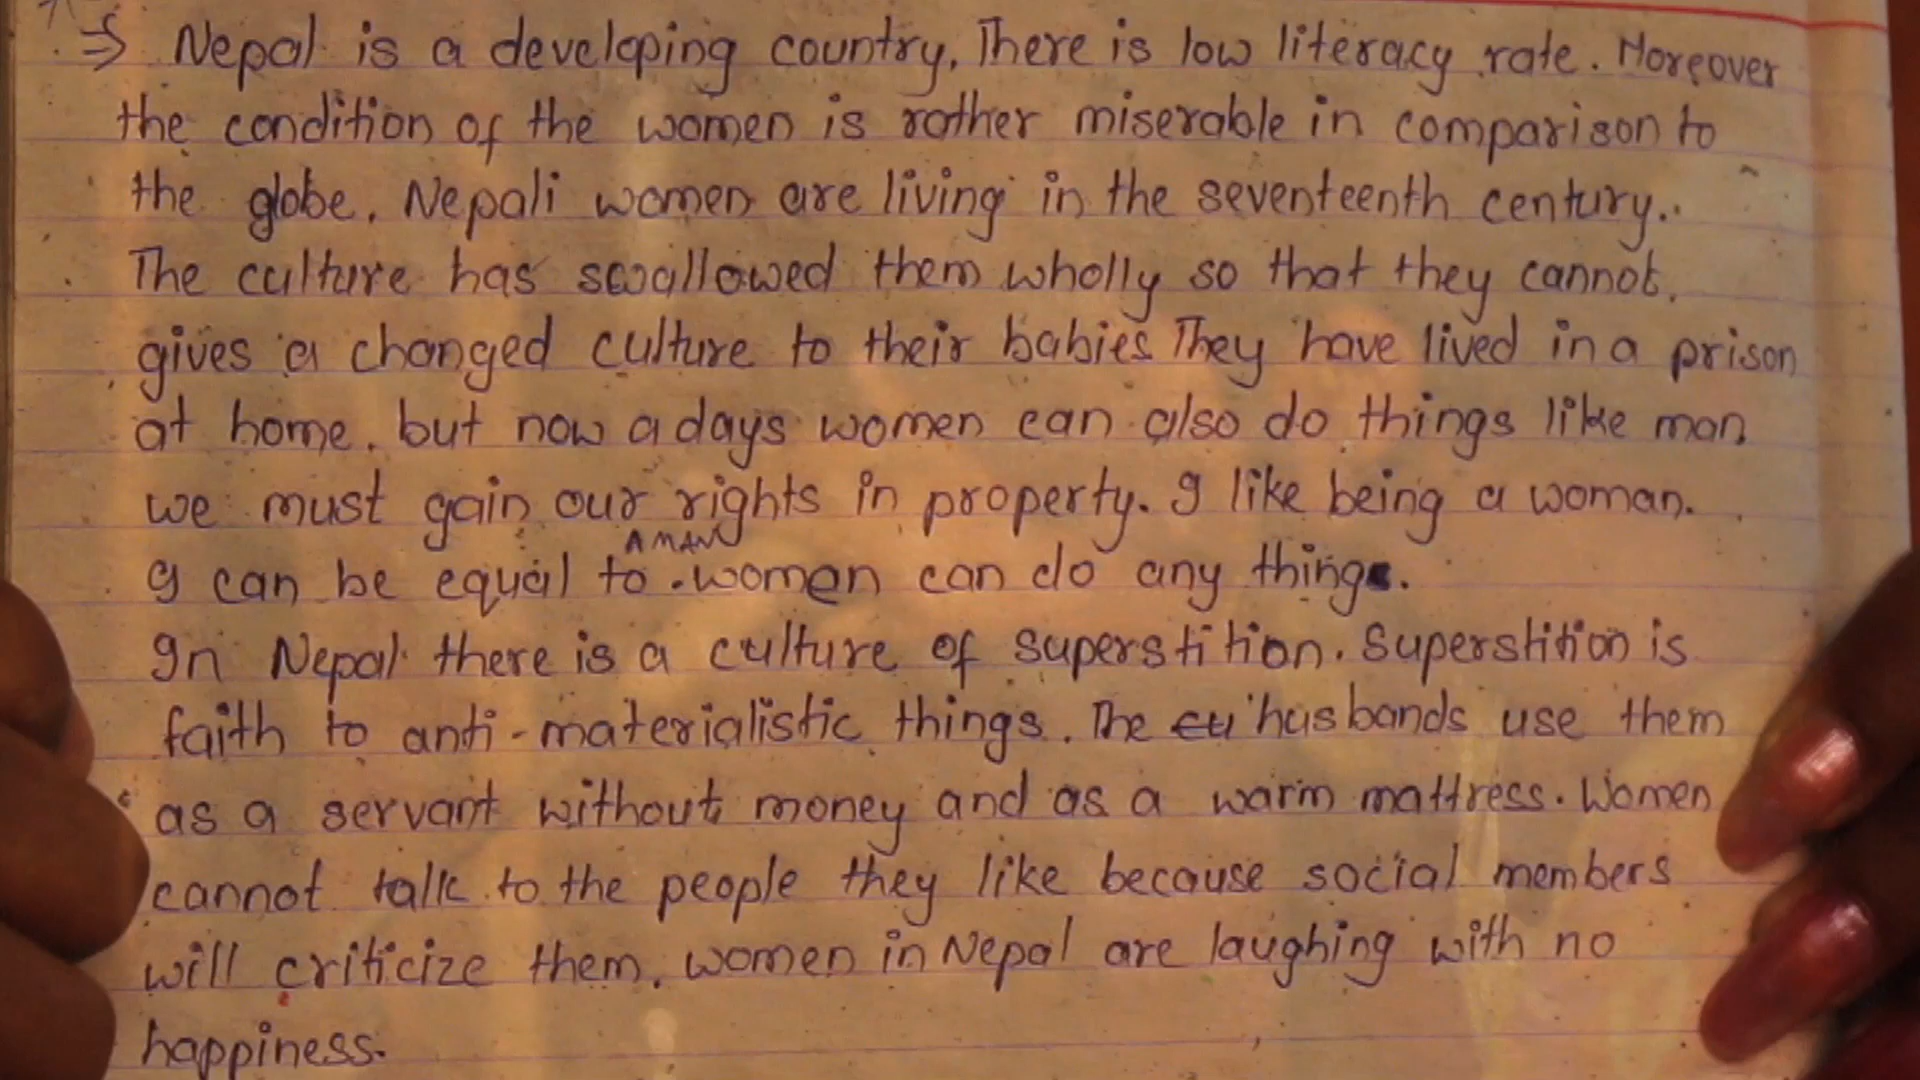 ⇒ Nepal is a developing country. There is low literacy rate. Moreover
the condition of the women is rather miserable in comparison to
the globe. Nepali women are living in the seventeenth century.
The culture has swallowed them wholly so that they cannot
gives a changed culture to their babies They have lived in a prison
at home. but now a days women can also do things like man
we must gain our rights in property. I like being a woman.
A MAN
I can be equal to .women can do any things.
In Nepal there is a culture of superstition. Superstition is
faith to anti-materialistic things. The cu husbands use them
as a servant without money and as a warm mattress. Women
cannot talk to the people they like because social members
will criticize them. women in Nepal are laughing with no
happiness.